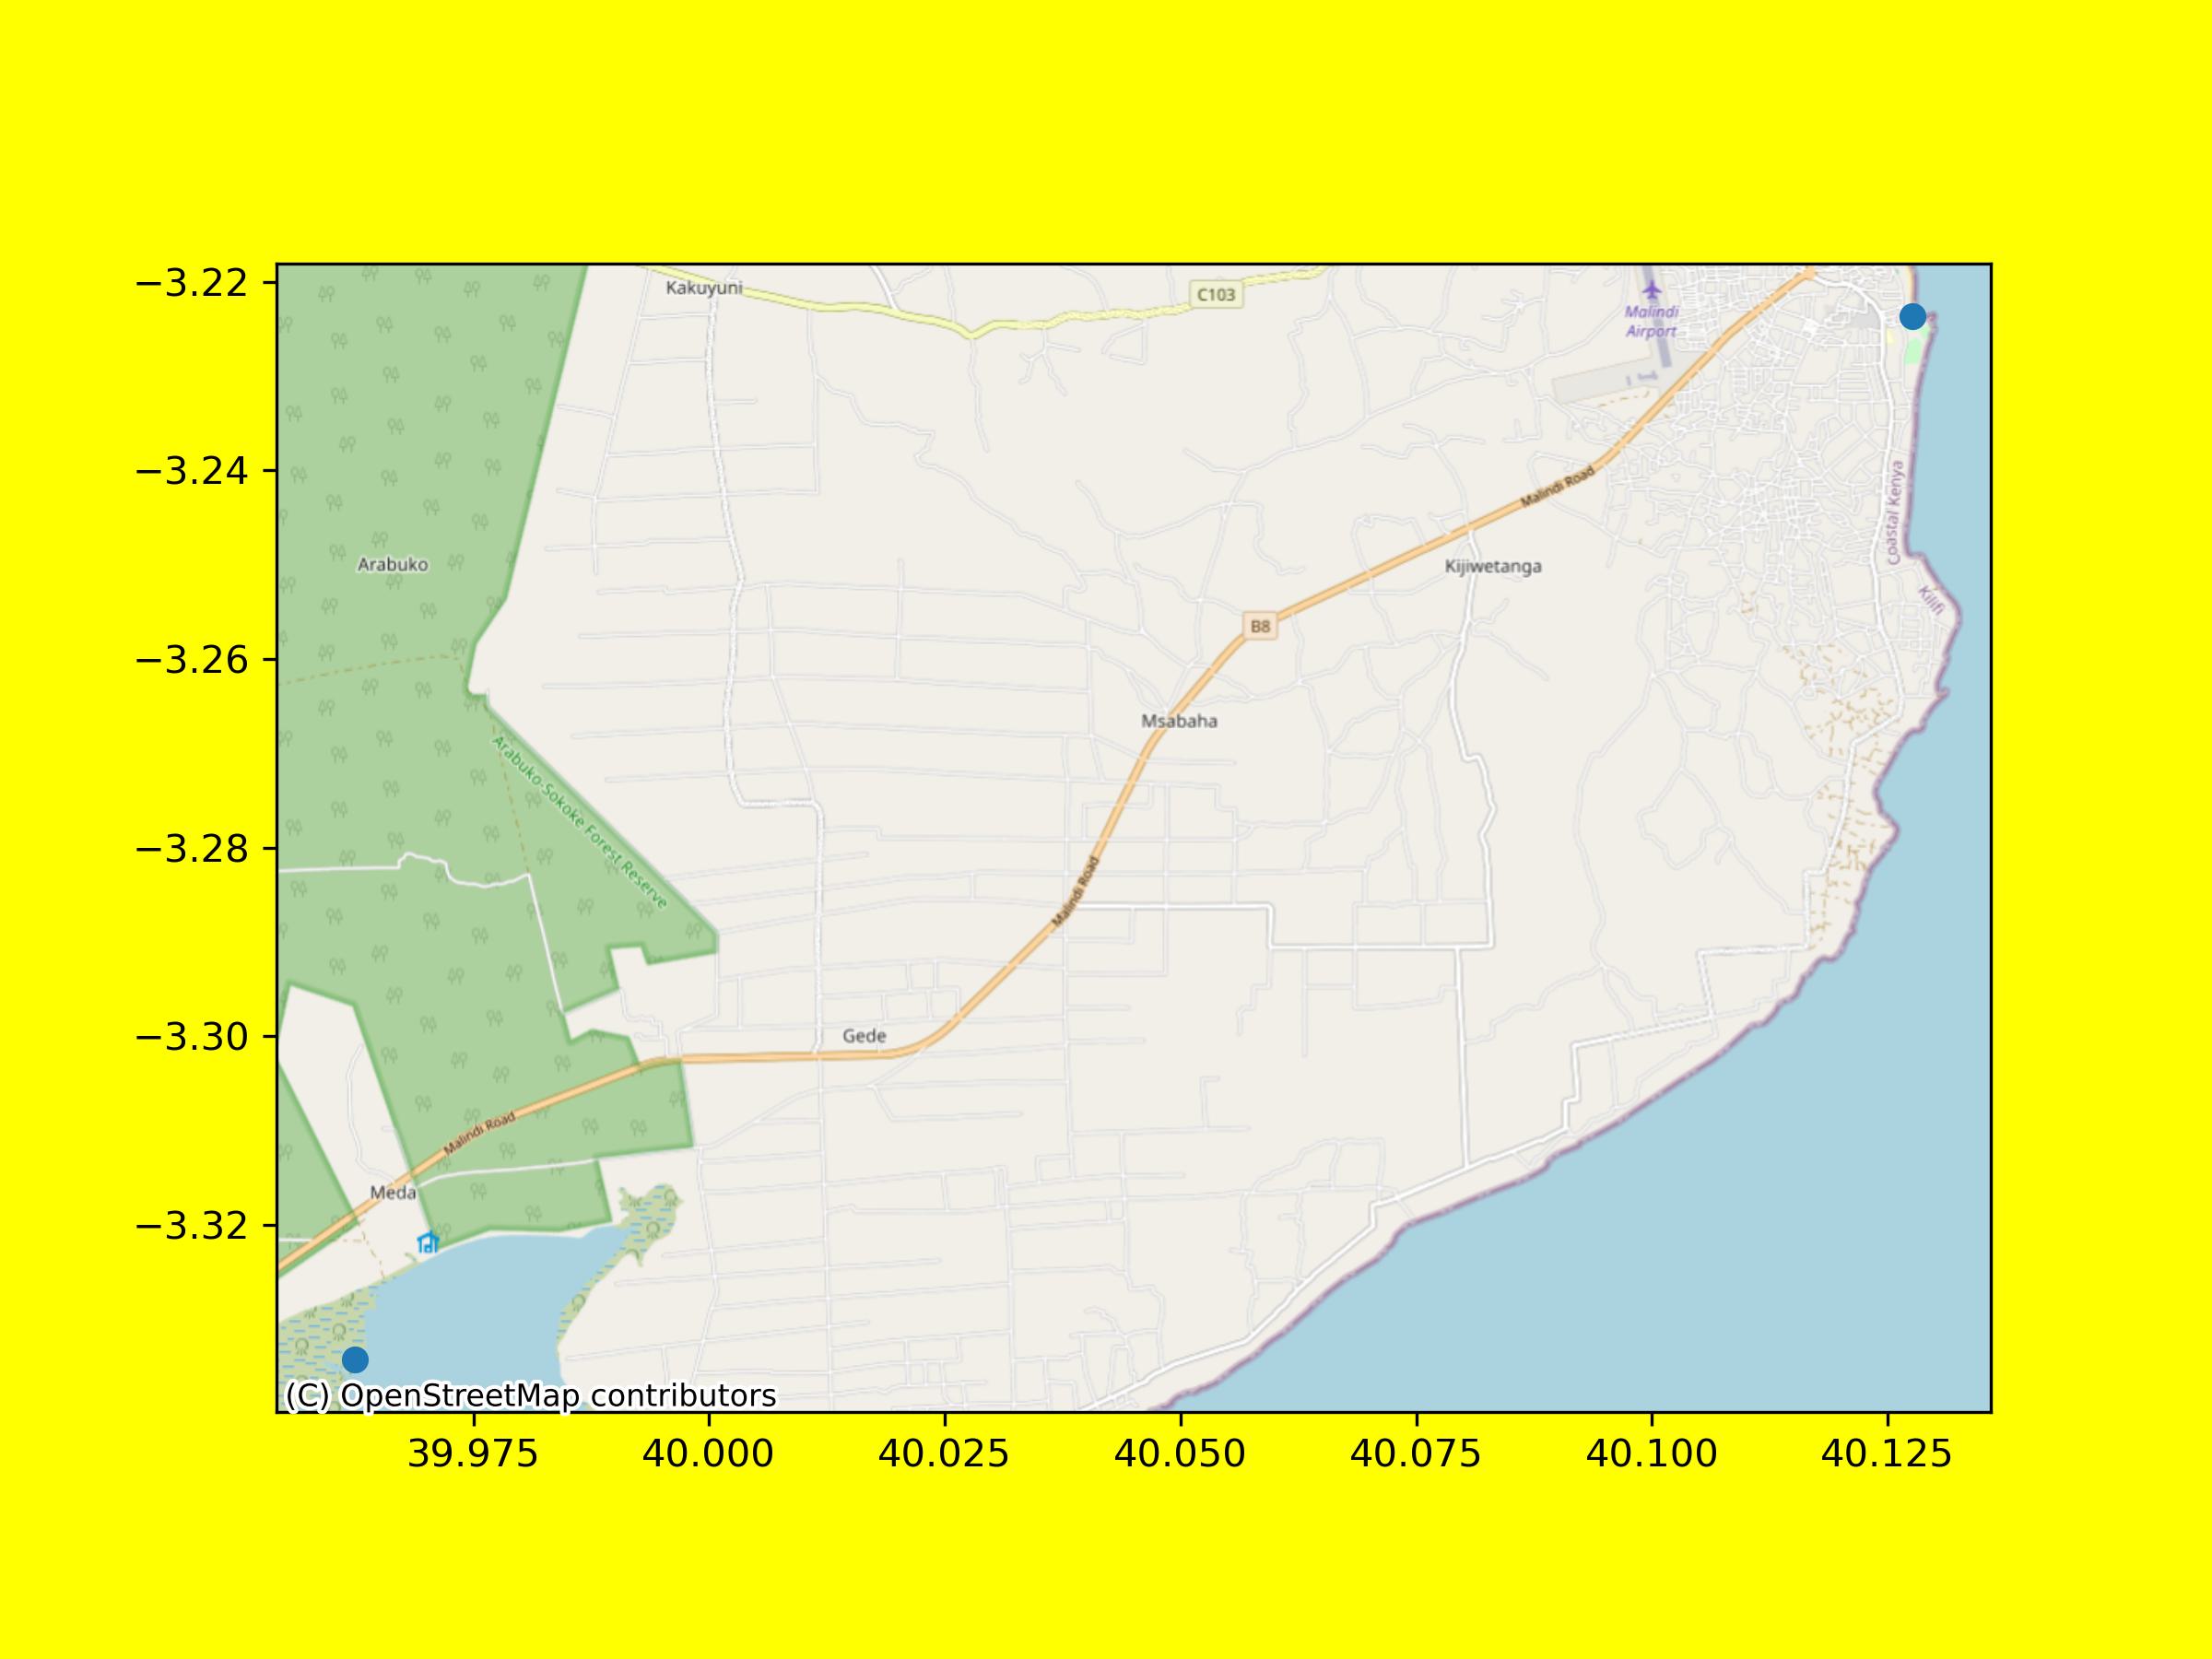 −3.22
Kakuyuni
C103
Malindi
Airport
−3.24
Malindi Road
Coastal Kenya
Arabuko
Kijiwetanga
Kilifi
B8
−3.26
Msabaha
Arabuko-Sokoke Forest Reserve
−3.28
Malindi Road
−3.30
Gede
Malindi Road
Meda
−3.32
(C) OpenStreetMap contributors
39.975 40.000 40.025 40.050 40.075 40.100 40.125